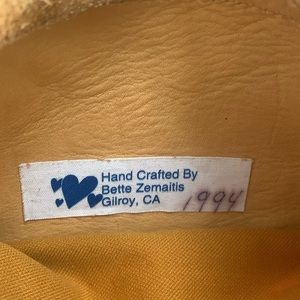 Hand Crafted By
Bette Zemaitis
Gilroy, CA 1994